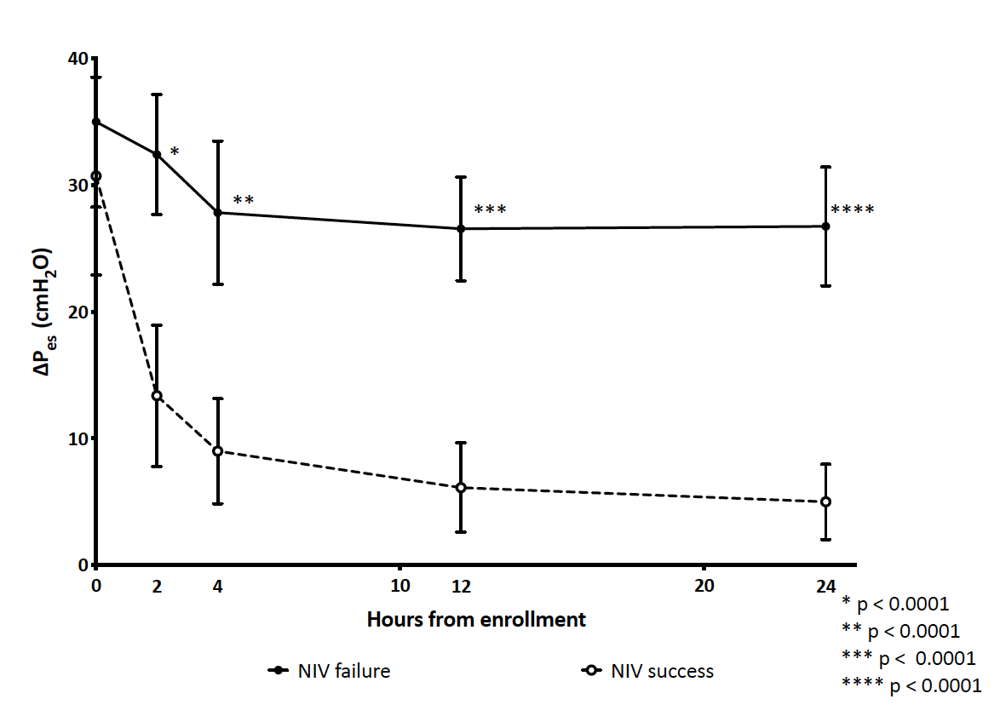 40
30
20
10
0
ΔPes (cmH2O)
*
**
***
****
0 2 4 10 12 20 24
Hours from enrollment
NIV failure NIV success
* p < 0.0001
** p < 0.0001
*** p < 0.0001
**** p < 0.0001